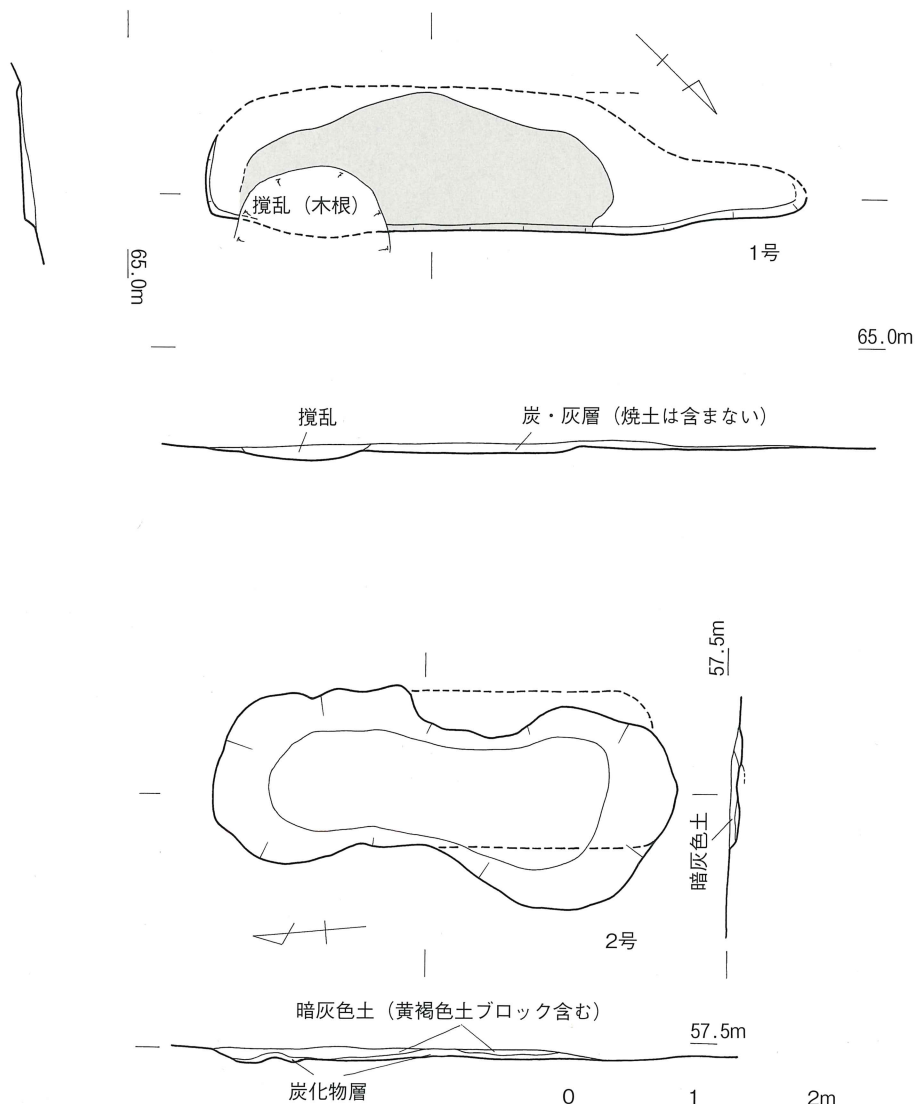 攪乱（木根）
1号
65.0m
65.0m
攪乱
炭・灰層（焼土は含まない）
57.5m
暗灰色土
2号
暗灰色土（黄褐色土ブロック含む）
57.5m
炭化物層
0 1 2m